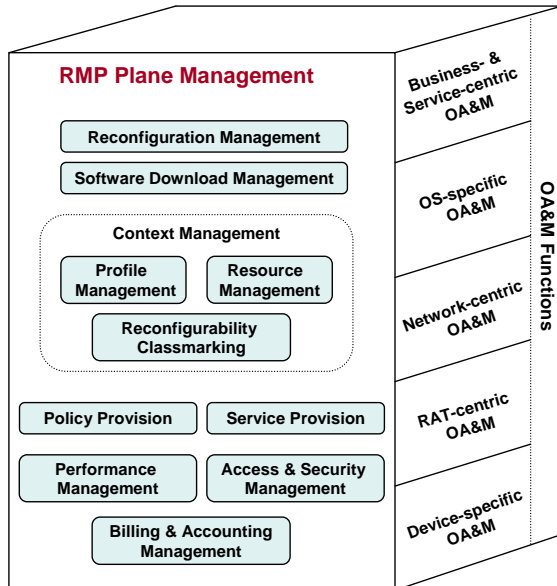 RMP Plane Management
Reconfiguration Management
Software Download Management
Context Management
Profile
Management
Resource
Management
Reconfigurability
Classmarking
Policy Provision
Service Provision
Performance
Management
Access & Security
Management
Billing & Accounting
Management
Business- &
Service-centric
OA&M
OS-specific
OA&M
Network-centric
OA&M
RAT-centric
OA&M
Device-specific
OA&M
OA&M Functions